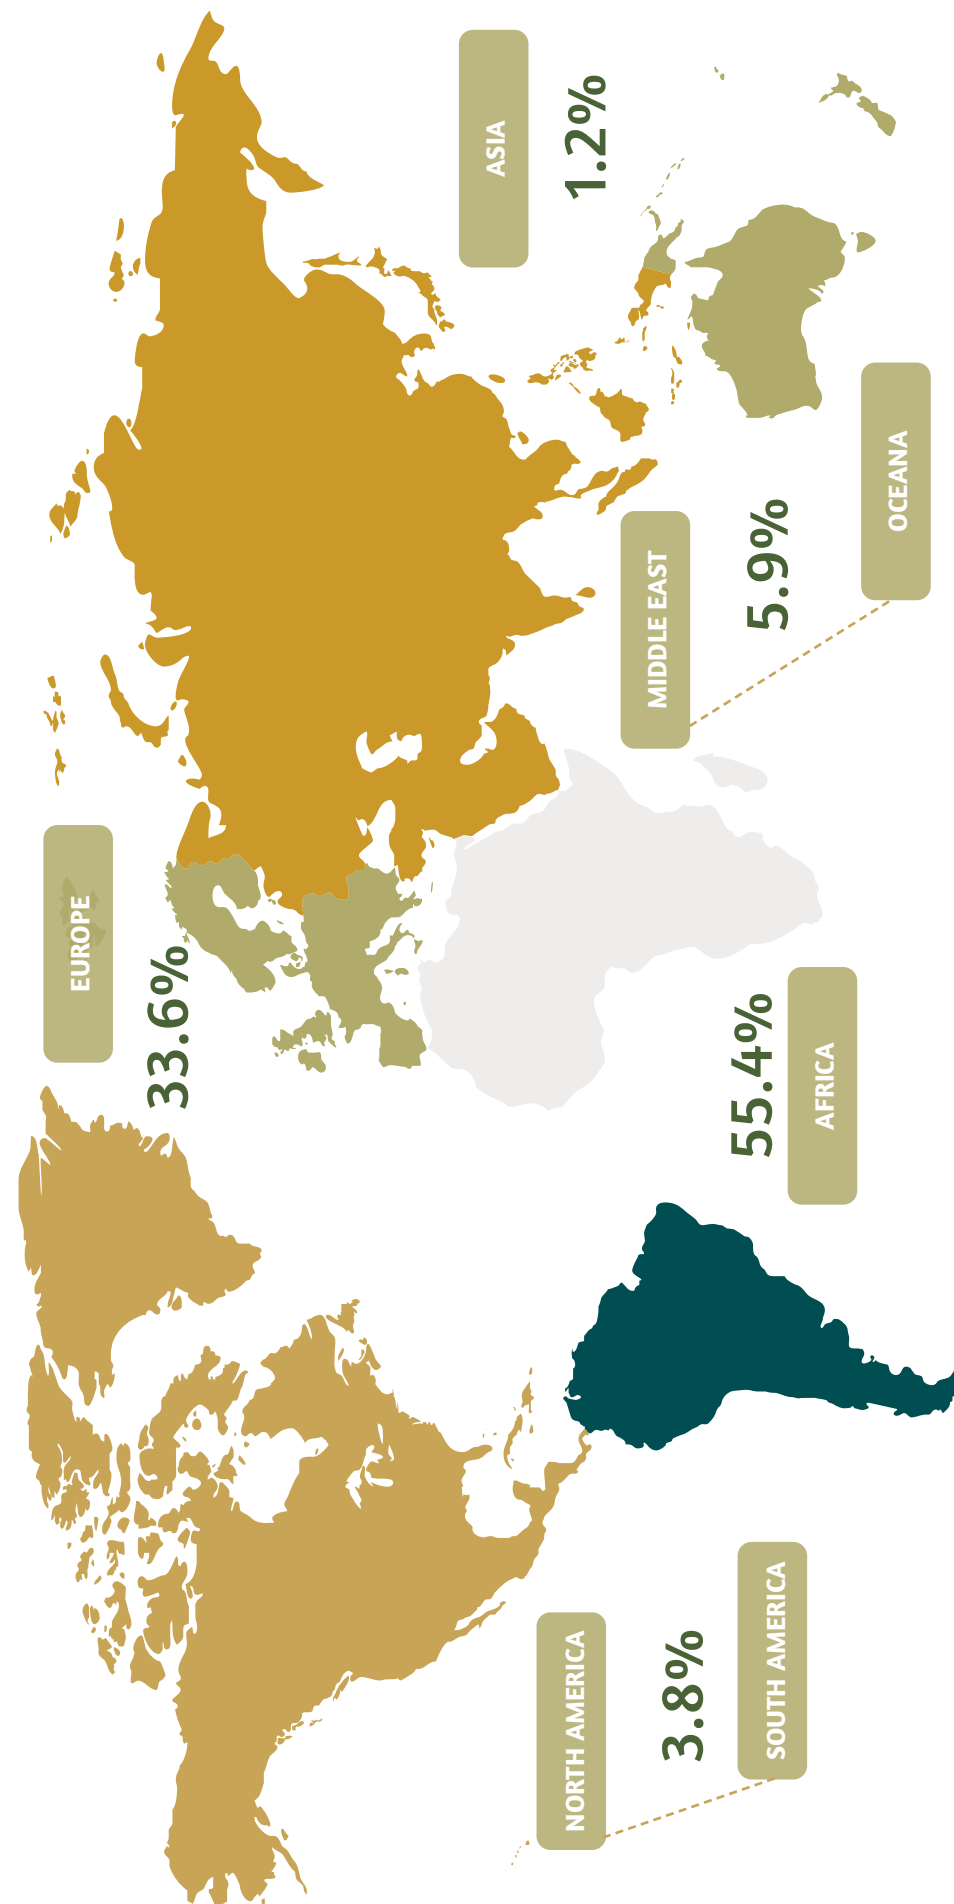 EUROPE
33.6%
ASIA
1.2%
NORTH AMERICA
3.8%
SOUTH AMERICA
55.4%
AFRICA
MIDDLE EAST
5.9%
OCEANA